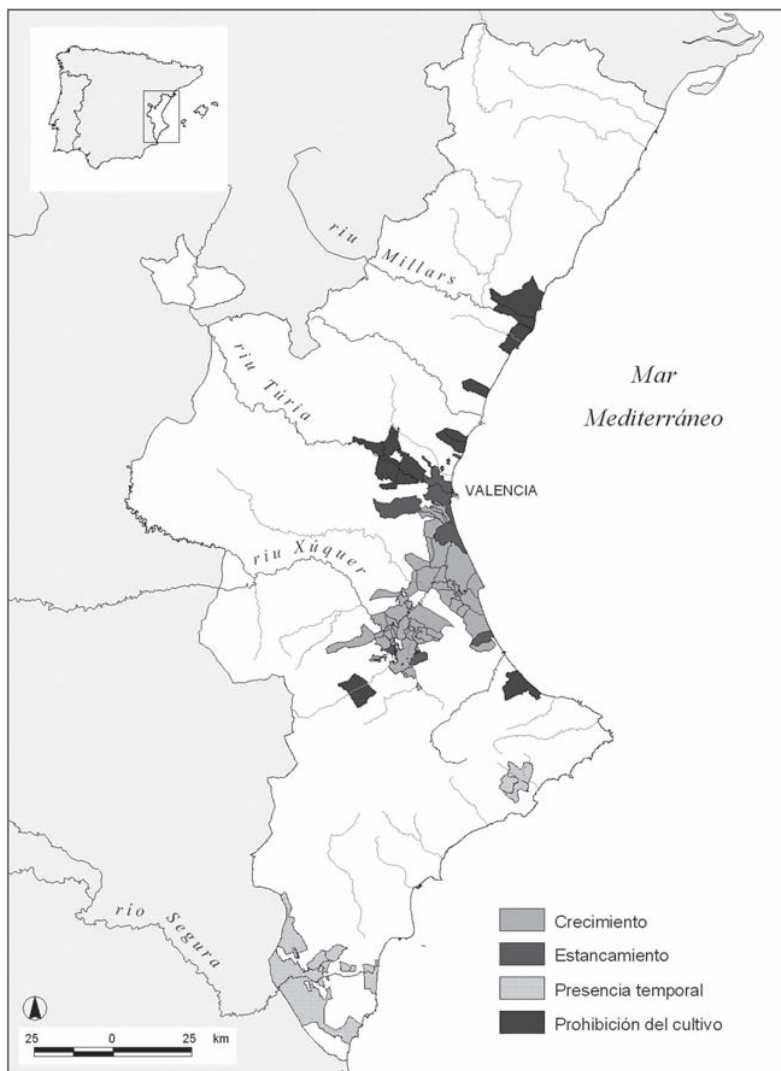 riu Millars
riu Túria
Mar
Mediterráneo
VALENCIA
riu Xúquer
rio Segura
Crecimiento
Estancamiento
Presencia temporal
Prohibición del cultivo
25 0 25 km